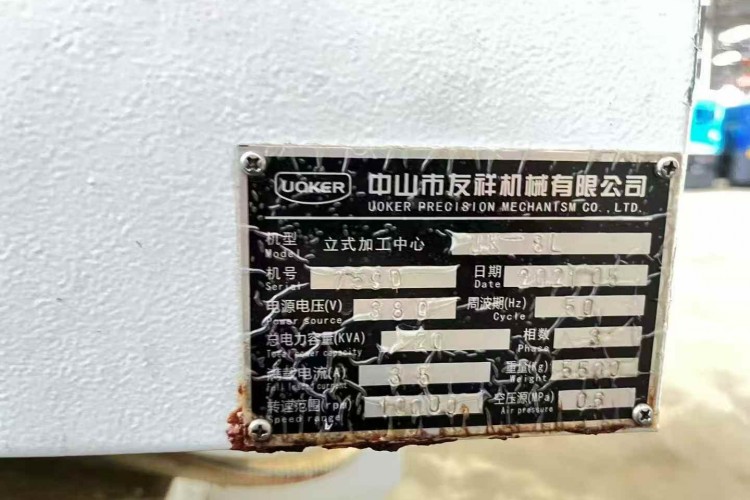 UOKER 中山市友祥机械有限公司
UOKER PRECISION MECHANISM CO., LTD.
机型 立式加工中心
Model
机号 7590 日期
Serial Date
电源电压(V) 380 周波期(Hz) 50
Power source Cycle
总电力容量(KVA) 20 相数 3
Total power capacity Phase
满载电流(A) 35 重量(Kg) 5500
Full loaded current Weight
转速范围(rpm) 10000 空压源(MPa) 0.6
Speed range Air pressure